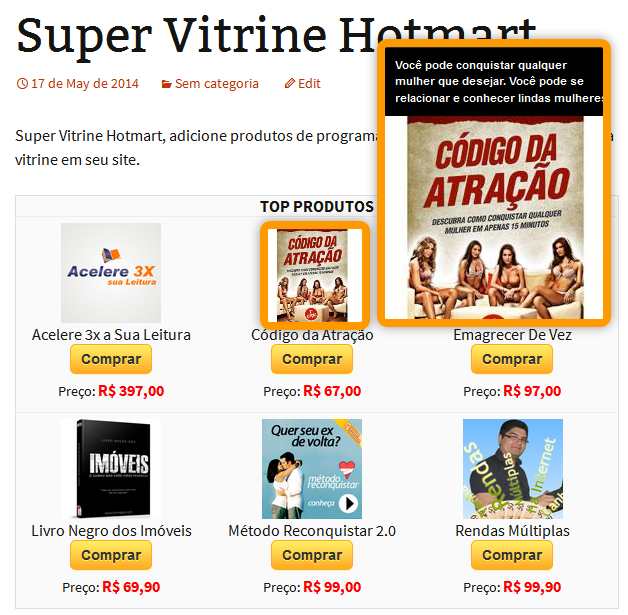 Super Vitrine Hotmart
17 de May de 2014 Sem categoria Edit
Você pode conquistar qualquer
mulher que desejar. Você pode se
relacionar e conhecer lindas mulheres
Super Vitrine Hotmart, adicione produtos de
vitrine em seu site.
CÓDIGO DA
ATRAÇÃO
DESCUBRA COMO CONQUISTAR QUALQUER
MULHER EM APENAS 15 MINUTOS
TOP PRODUTOS
Acelere 3X
sua Leitura
CÓDIGO DA
ATRAÇÃO
Acelere 3x a Sua Leitura
Código da Atração
Emagrecer De Vez
Comprar
Comprar
Comprar
Preço: R$ 397,00
Preço: R$ 67,00
Preço: R$ 97,00
IMÓVEIS
Quer seu ex
de volta?
método
reconquistar
conheça
Rendas
Múltiplas
Internet
Livro Negro dos Imóveis
Método Reconquistar 2.0
Rendas Múltiplas
Comprar
Comprar
Comprar
Preço: R$ 69,90
Preço: R$ 99,00
Preço: R$ 99,90